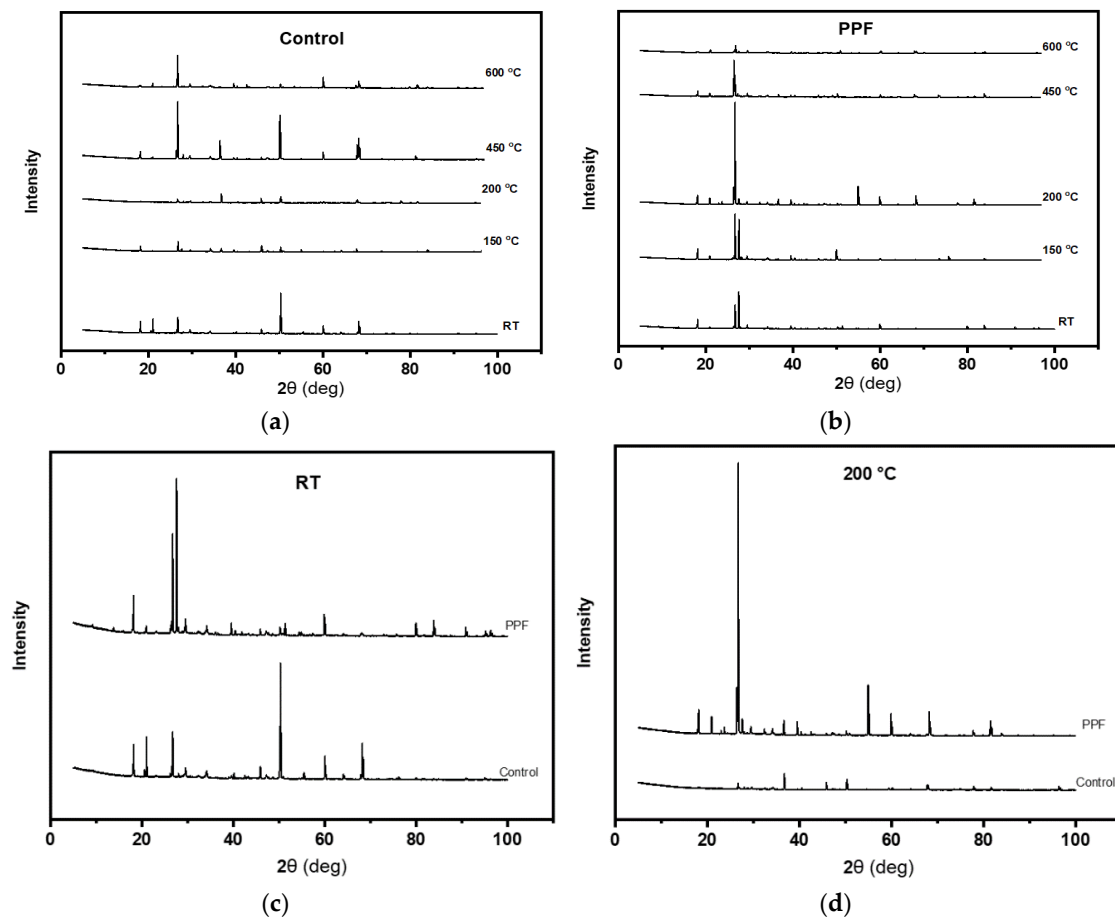 Control
Intensity
600 °C
450 °C
200 °C
150 °C
RT
0 20 40 60 80 100
2θ (deg)
(a)
PPF
Intensity
600 °C
450 °C
200 °C
150 °C
RT
0 20 40 60 80 100
2θ (deg)
(b)
RT
Intensity
PPF
Control
0 20 40 60 80 100
2θ (deg)
(c)
200 °C
Intensity
PPF
Control
0 20 40 60 80 100
2θ (deg)
(d)